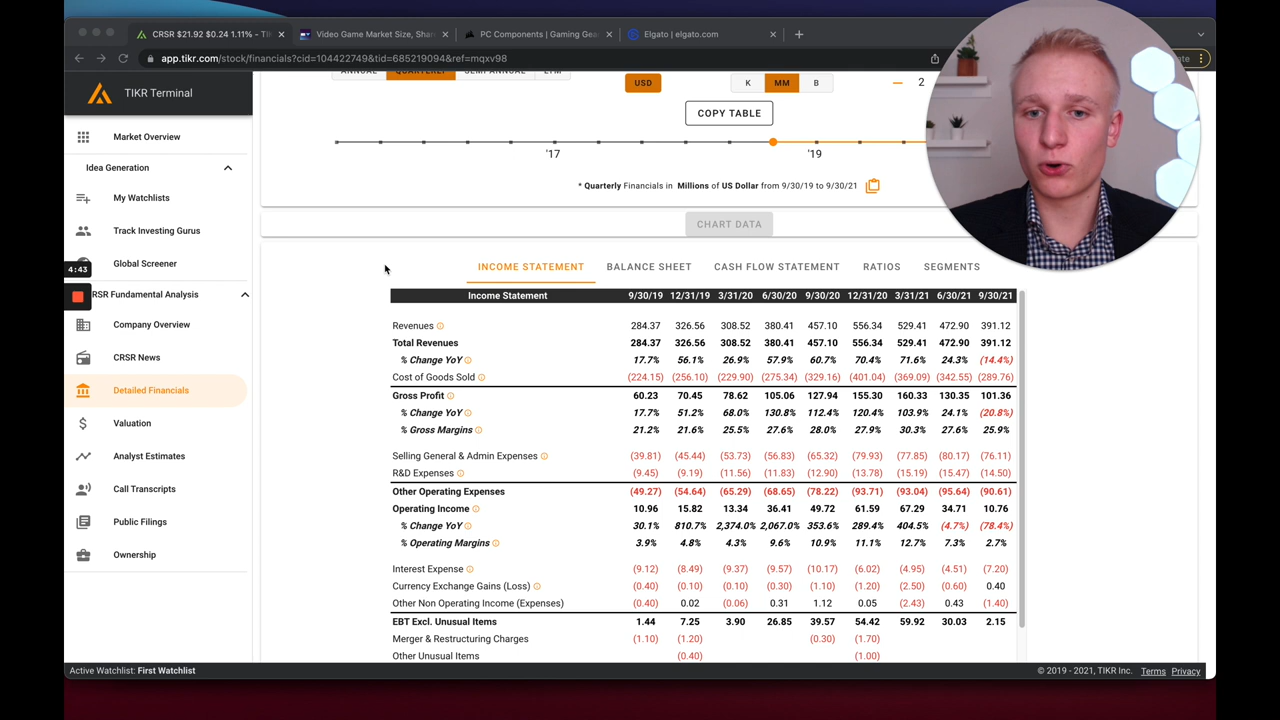 CRSR $21.92 $0.24 1.11% - TIK
Video Game Market Size, Shar
PC Components | Gaming Gea
Elgato | elgato.com
app.tikr.com/stock/financials?cid=104422749&tid=685219094&ref=mqxv98
TIKR Terminal
USD K MM B 2
COPY TABLE
'17 '19
* Quarterly Financials in Millions of US Dollar from 9/30/19 to 9/30/21
CHART DATA
Market Overview
Idea Generation
My Watchlists
Track Investing Gurus
Global Screener
4:43
RSR Fundamental Analysis
Company Overview
CRSR News
Detailed Financials
Valuation
Analyst Estimates
Call Transcripts
Public Filings
Ownership
INCOME STATEMENT BALANCE SHEET CASH FLOW STATEMENT RATIOS SEGMENTS
Income Statement 9/30/19 12/31/19 3/31/20 6/30/20 9/30/20 12/31/20 3/31/21 6/30/21 9/30/21
Revenues 284.37 326.56 308.52 380.41 457.10 556.34 529.41 472.90 391.12
Total Revenues 284.37 326.56 308.52 380.41 457.10 556.34 529.41 472.90 391.12
% Change YoY 17.7% 56.1% 26.9% 57.9% 60.7% 70.4% 71.6% 24.3% (14.4%)
Cost of Goods Sold (224.15) (256.10) (229.90) (275.34) (329.16) (401.04) (369.09) (342.55) (289.76)
Gross Profit 60.23 70.45 78.62 105.06 127.94 155.30 160.33 130.35 101.36
% Change YoY 17.7% 51.2% 68.0% 130.8% 112.4% 120.4% 103.9% 24.1% (20.8%)
% Gross Margins 21.2% 21.6% 25.5% 27.6% 28.0% 27.9% 30.3% 27.6% 25.9%
Selling General & Admin Expenses (39.81) (45.44) (53.73) (56.83) (65.32) (79.93) (77.85) (80.17) (76.11)
R&D Expenses (9.45) (9.19) (11.56) (11.83) (12.90) (13.78) (15.19) (15.47) (14.50)
Other Operating Expenses (49.27) (54.64) (65.29) (68.65) (78.22) (93.71) (93.04) (95.64) (90.61)
Operating Income 10.96 15.82 13.34 36.41 49.72 61.59 67.29 34.71 10.76
% Change YoY 30.1% 810.7% 2,374.0% 2,067.0% 353.6% 289.4% 404.5% (4.7%) (78.4%)
% Operating Margins 3.9% 4.8% 4.3% 9.6% 10.9% 11.1% 12.7% 7.3% 2.7%
Interest Expense (9.12) (8.49) (9.37) (9.57) (10.17) (6.02) (4.95) (4.51) (7.20)
Currency Exchange Gains (Loss) (0.40) (0.10) (0.10) (0.30) (1.10) (1.20) (2.50) (0.60) 0.40
Other Non Operating Income (Expenses) (0.40) 0.02 (0.06) 0.31 1.12 0.05 (2.43) 0.43 (1.40)
EBT Excl. Unusual Items 1.44 7.25 3.90 26.85 39.57 54.42 59.92 30.03 2.15
Merger & Restructuring Charges (1.10) (1.20) (0.30) (1.70)
Other Unusual Items (0.40) (1.00)
Active Watchlist: First Watchlist
© 2019 - 2021, TIKR Inc. Terms Privacy